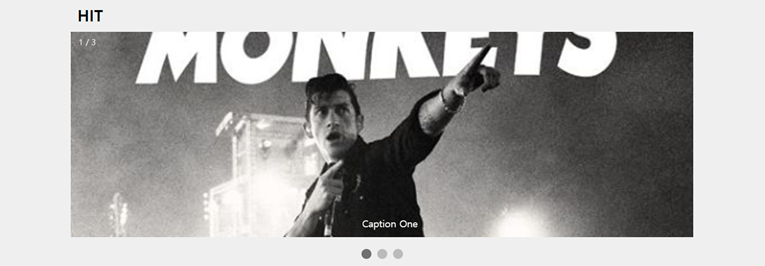 HIT
1 / 3
MONKEYS
Caption One